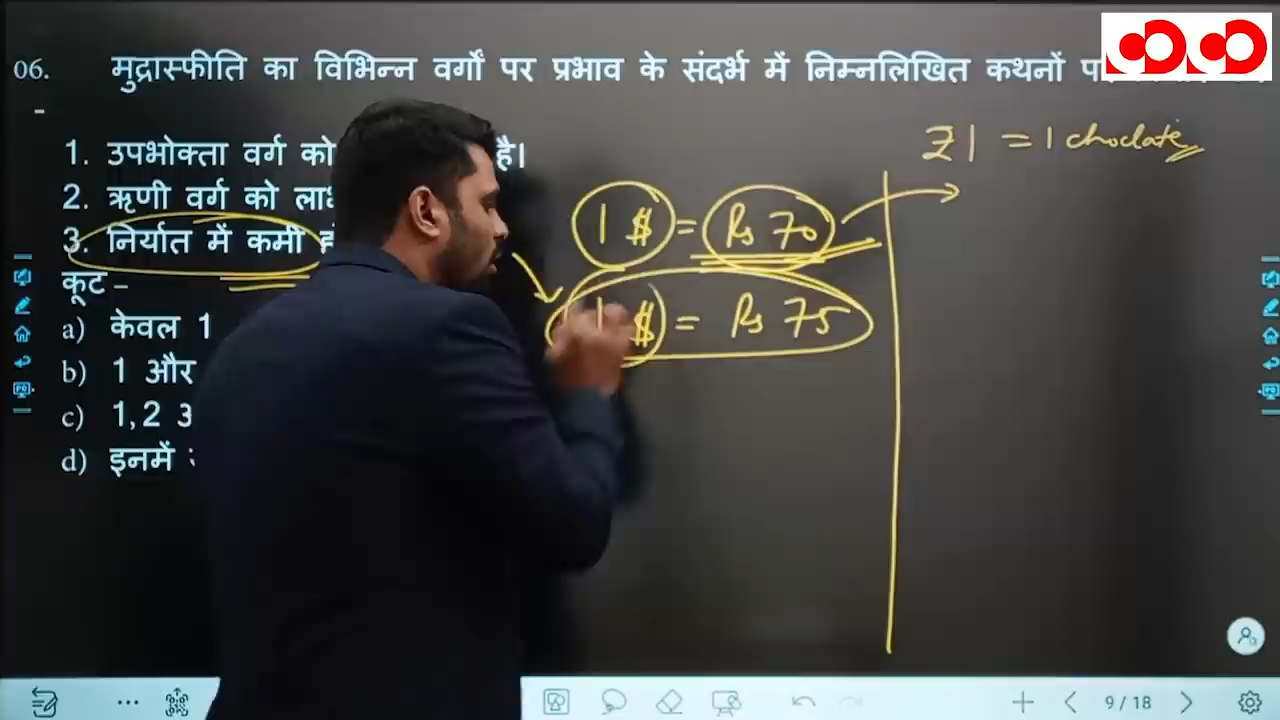 06. मुद्रास्फीति का विभिन्न वर्गों पर प्रभाव के संदर्भ में निम्नलिखित कथनों
-
1. उपभोक्ता वर्ग को है।
2. ऋणी वर्ग को
3. निर्यात में कमी
कूट -
a) केवल 1
b) 1 और
c) 1,2
d) इनमें
₹1 = 1 choclate
1 $ = Rs 70
1 $ = Rs 75
9 / 18